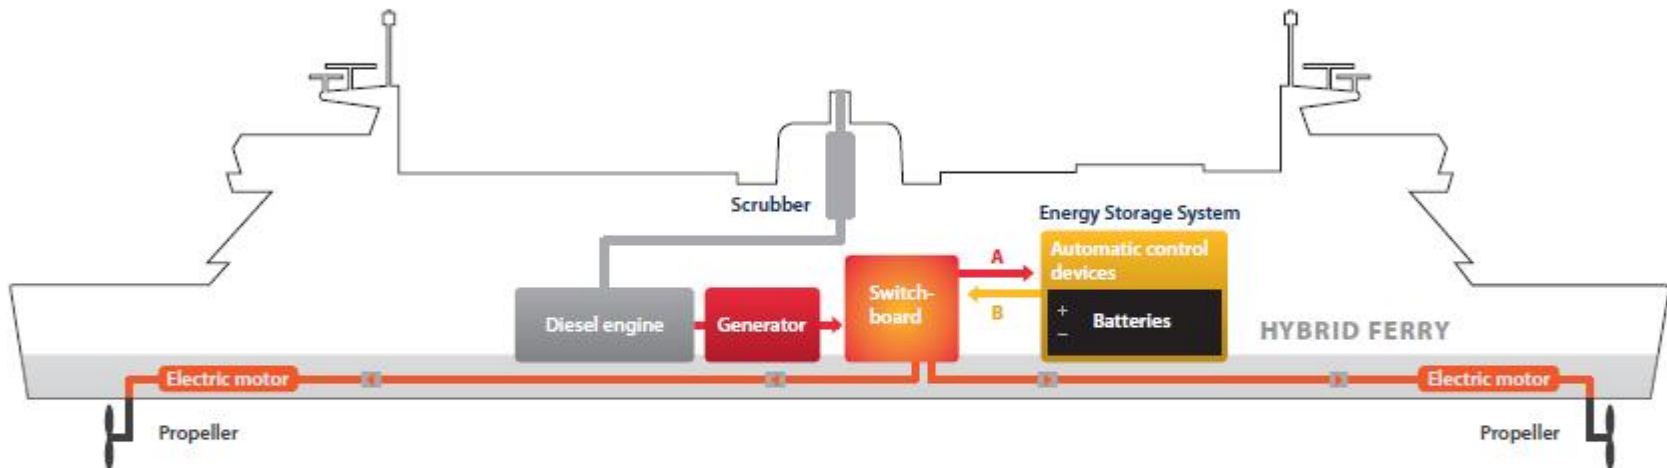 Scrubber
Energy Storage System
Automatic control
devices
A
B
Switch-
board
Diesel engine
Generator
+
−
Batteries
HYBRID FERRY
Electric motor
Electric motor
Propeller
Propeller